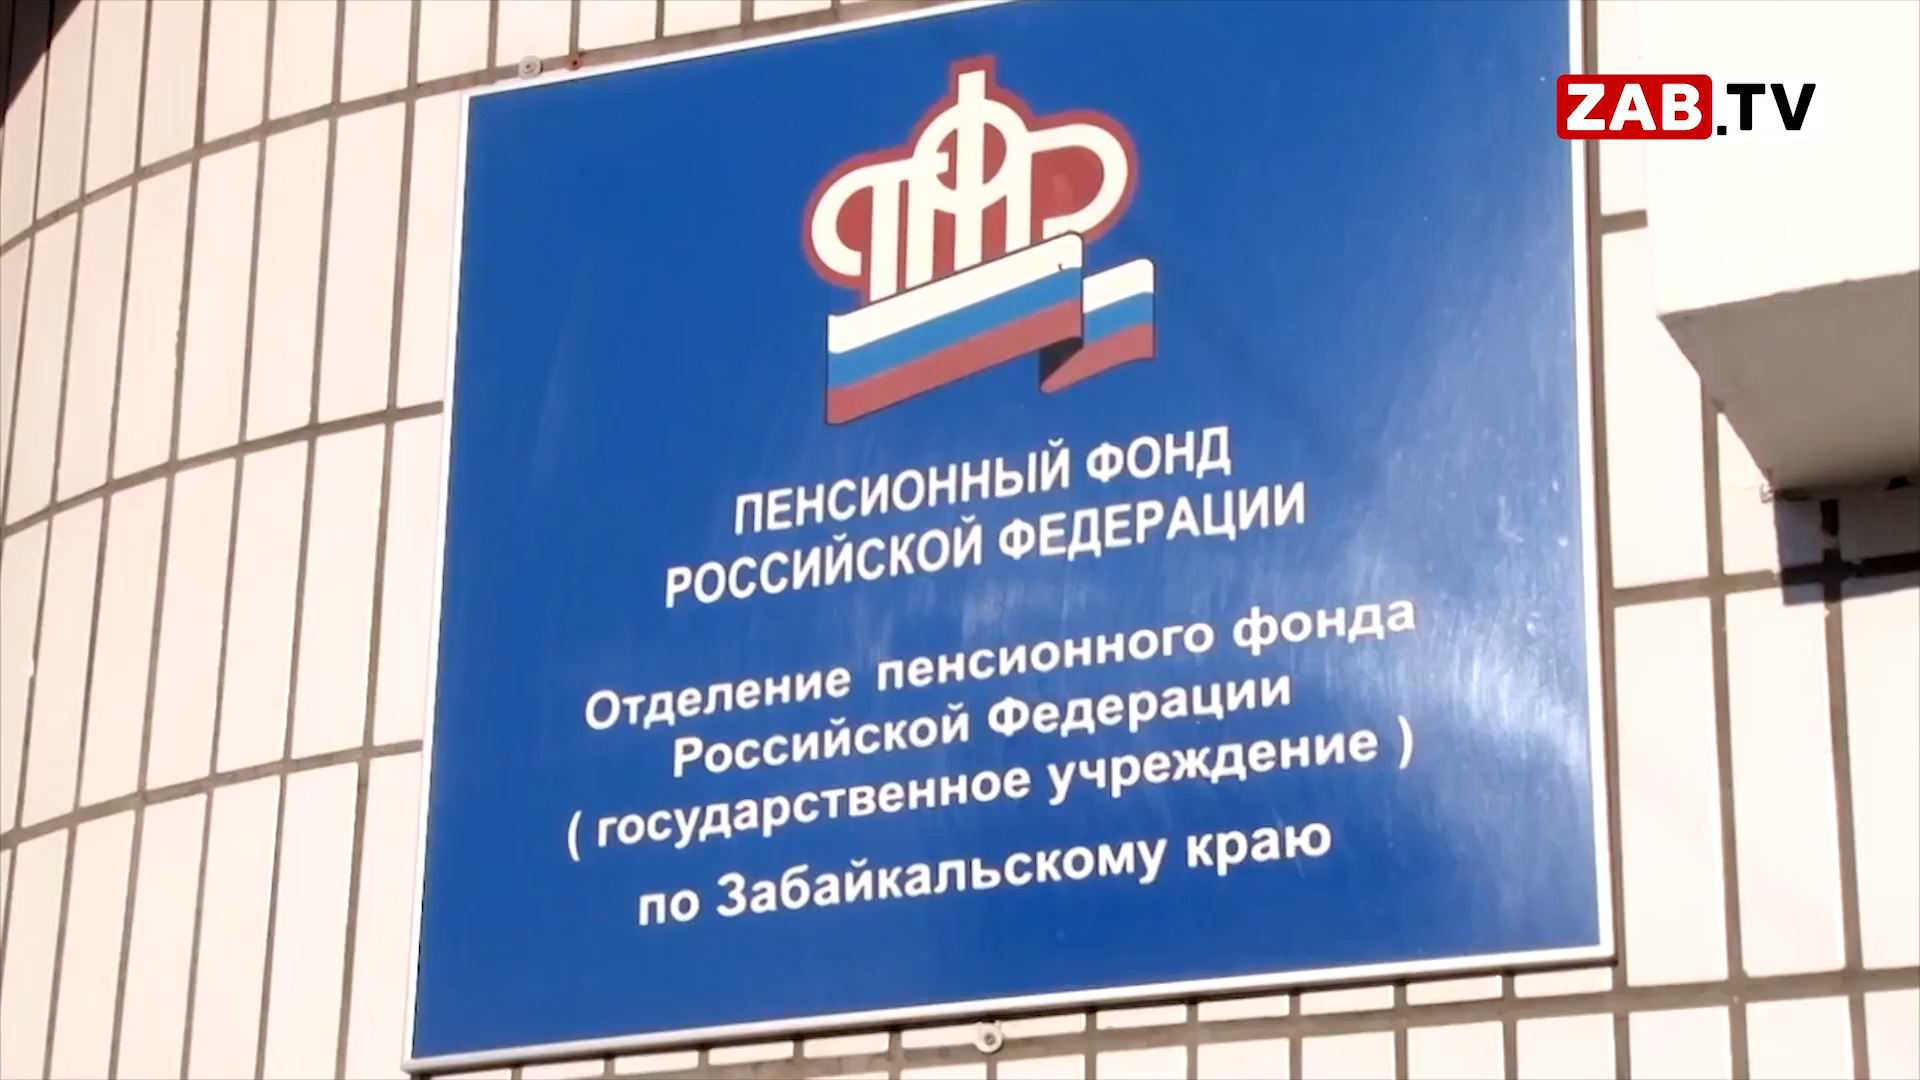 ZAB.TV
ПФР
ПЕНСИОННЫЙ ФОНД
РОССИЙСКОЙ ФЕДЕРАЦИИ
Отделение пенсионного фонда
Российской Федерации
( государственное учреждение )
по Забайкальскому краю